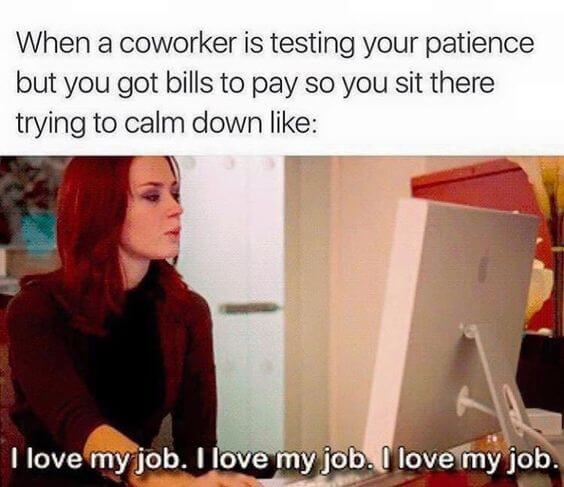 When a coworker is testing your patience
but you got bills to pay so you sit there
trying to calm down like:
I love my job. I love my job. I love my job.